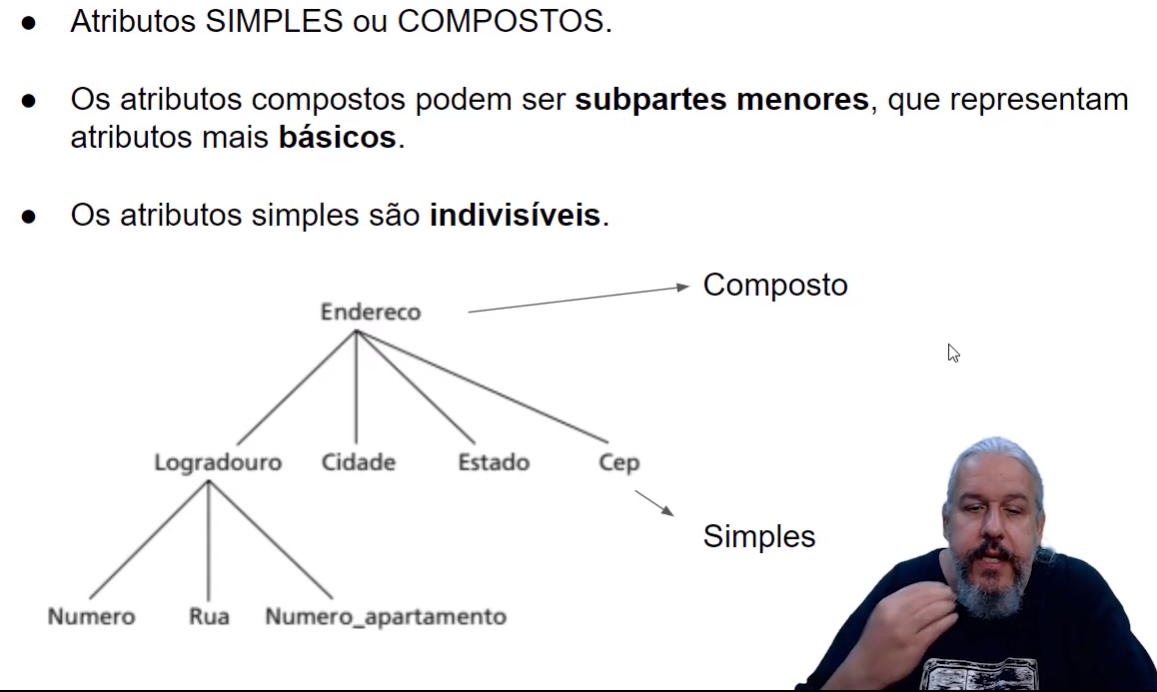 ● Atributos SIMPLES ou COMPOSTOS.
● Os atributos compostos podem ser subpartes menores, que representam
atributos mais básicos.
● Os atributos simples são indivisíveis.
Composto
Endereco
Logradouro Cidade Estado Cep
Simples
Numero Rua Numero_apartamento